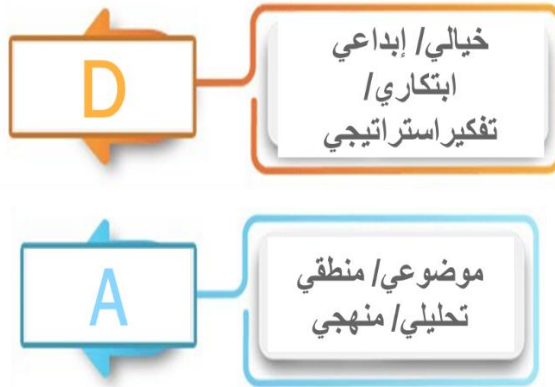 D
خيالي/ إبداعي
ابتكاري/
تفكيراستراتيجي
A
موضوعي/ منطقي
تحليلي/ منهجي